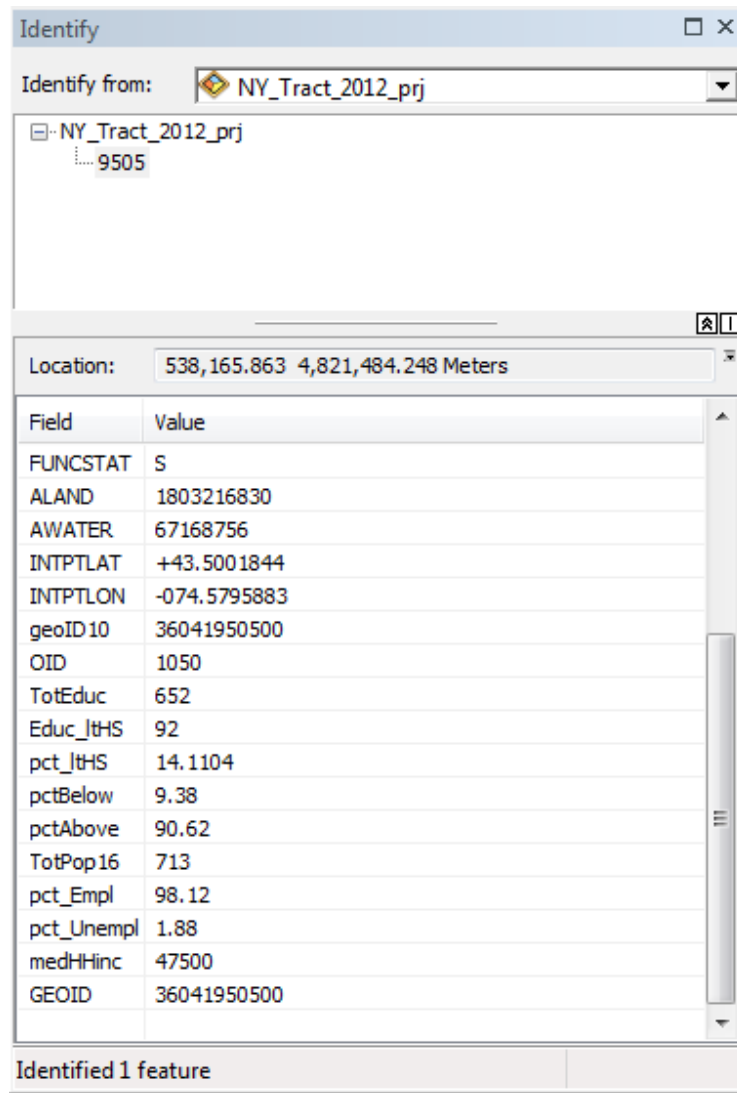 Identify
Identify from: NY_Tract_2012_prj
NY_Tract_2012_prj
9505
Location: 538,165.863 4,821,484.248 Meters
Field Value
FUNCSTAT S
ALAND 1803216830
AWATER 67168756
INTPTLAT +43.5001844
INTPTLON -074.5795883
geoID10 36041950500
OID 1050
TotEduc 652
Educ_ltHS 92
pct_ltHS 14.1104
pctBelow 9.38
pctAbove 90.62
TotPop16 713
pct_Empl 98.12
pct_Unempl 1.88
medHHinc 47500
GEOID 36041950500
Identified 1 feature